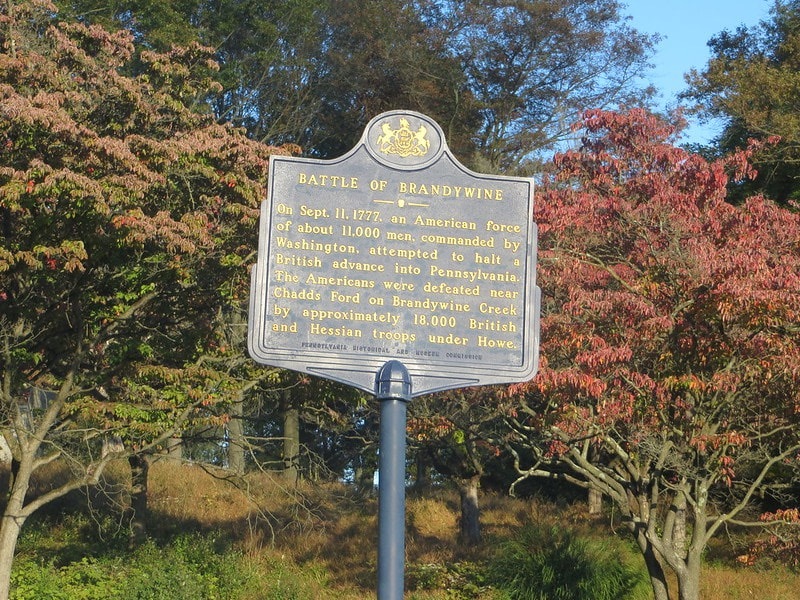 BATTLE OF BRANDYWINE
On Sept. 11, 1777, an American force
of about 11,000 men, commanded by
Washington, attempted to halt a
British advance into Pennsylvania.
The Americans were defeated near
Chadds Ford on Brandywine Creek
by approximately 18,000 British
and Hessian troops under Howe.
PENNSYLVANIA HISTORICAL AND MUSEUM COMMISSION